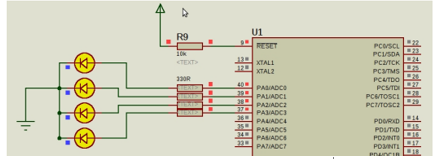 R9
10k
<TEXT>
330R
U1
9 RESET PC0/SCL 22
PC1/SDA 23
13 XTAL1 PC2/TCK 24
12 XTAL2 PC3/TMS 25
PC4/TDO 26
40 PA0/ADC0 PC5/TDI 27
39 PA1/ADC1 PC6/TOSC1 28
38 PA2/ADC2 PC7/TOSC2 29
37 PA3/ADC3
36 PA4/ADC4 PD0/RXD 14
35 PA5/ADC5 PD1/TXD 15
34 PA6/ADC6 PD2/INT0 16
33 PA7/ADC7 PD3/INT1 17
PD4/OC1B 18